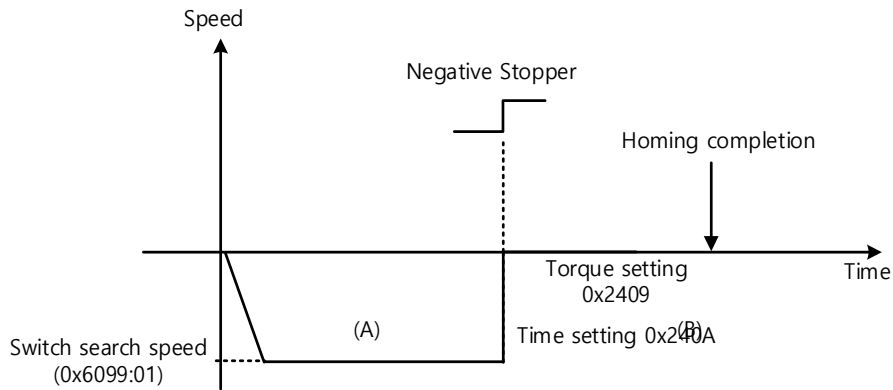 Speed
Negative Stopper
Homing completion
Time
Torque setting
0x2409
(A)
Time setting 0x240A
(B)
Switch search speed
(0x6099:01)